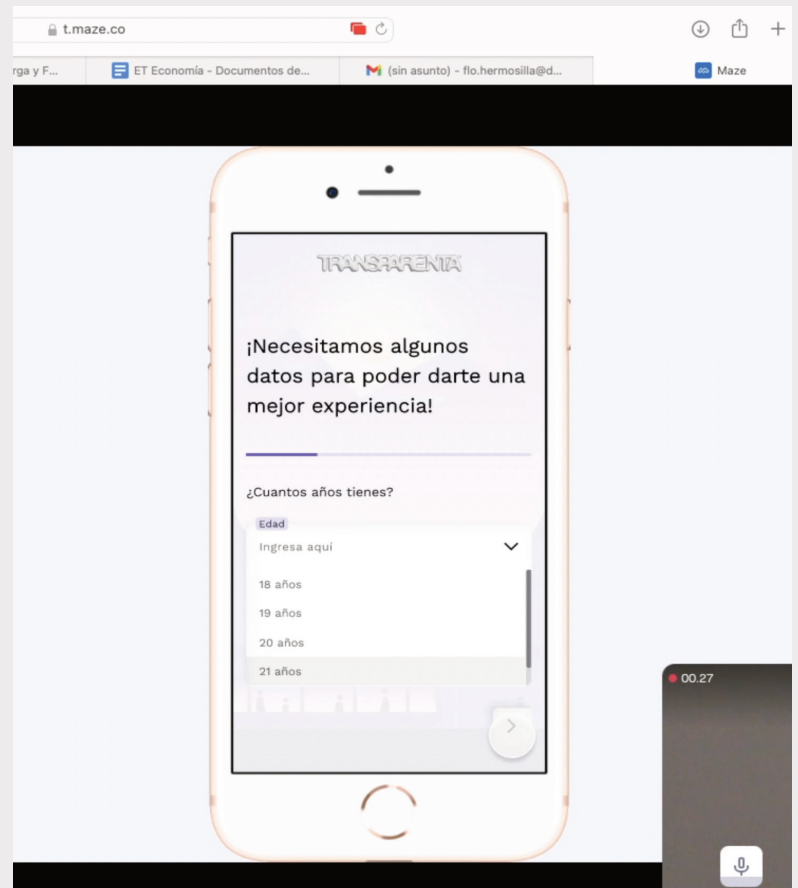 t.maze.co
rga y F...
ET Economía - Documentos de...
(sin asunto) - flo.hermosilla@d...
Maze
TRANSPARENTA
¡Necesitamos algunos
datos para poder darte una
mejor experiencia!
¿Cuantos años tienes?
Edad
Ingresa aquí
18 años
19 años
20 años
21 años
00.27